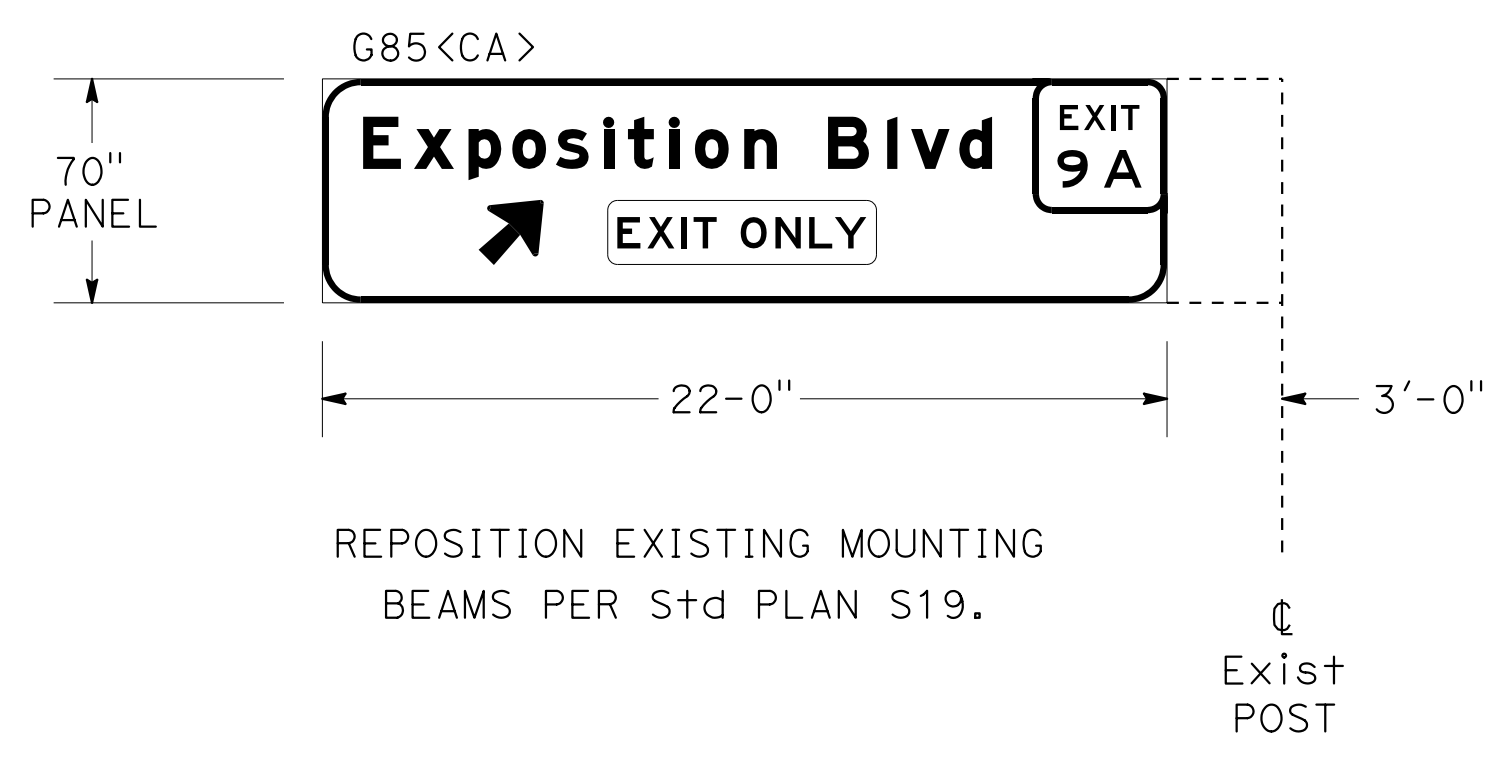 G85<CA>
Exposition Blvd
EXIT
9A
EXIT ONLY
70"
PANEL
22-0"
3'-0"
REPOSITION EXISTING MOUNTING
BEAMS PER Std PLAN S19.
℄
Exist
POST